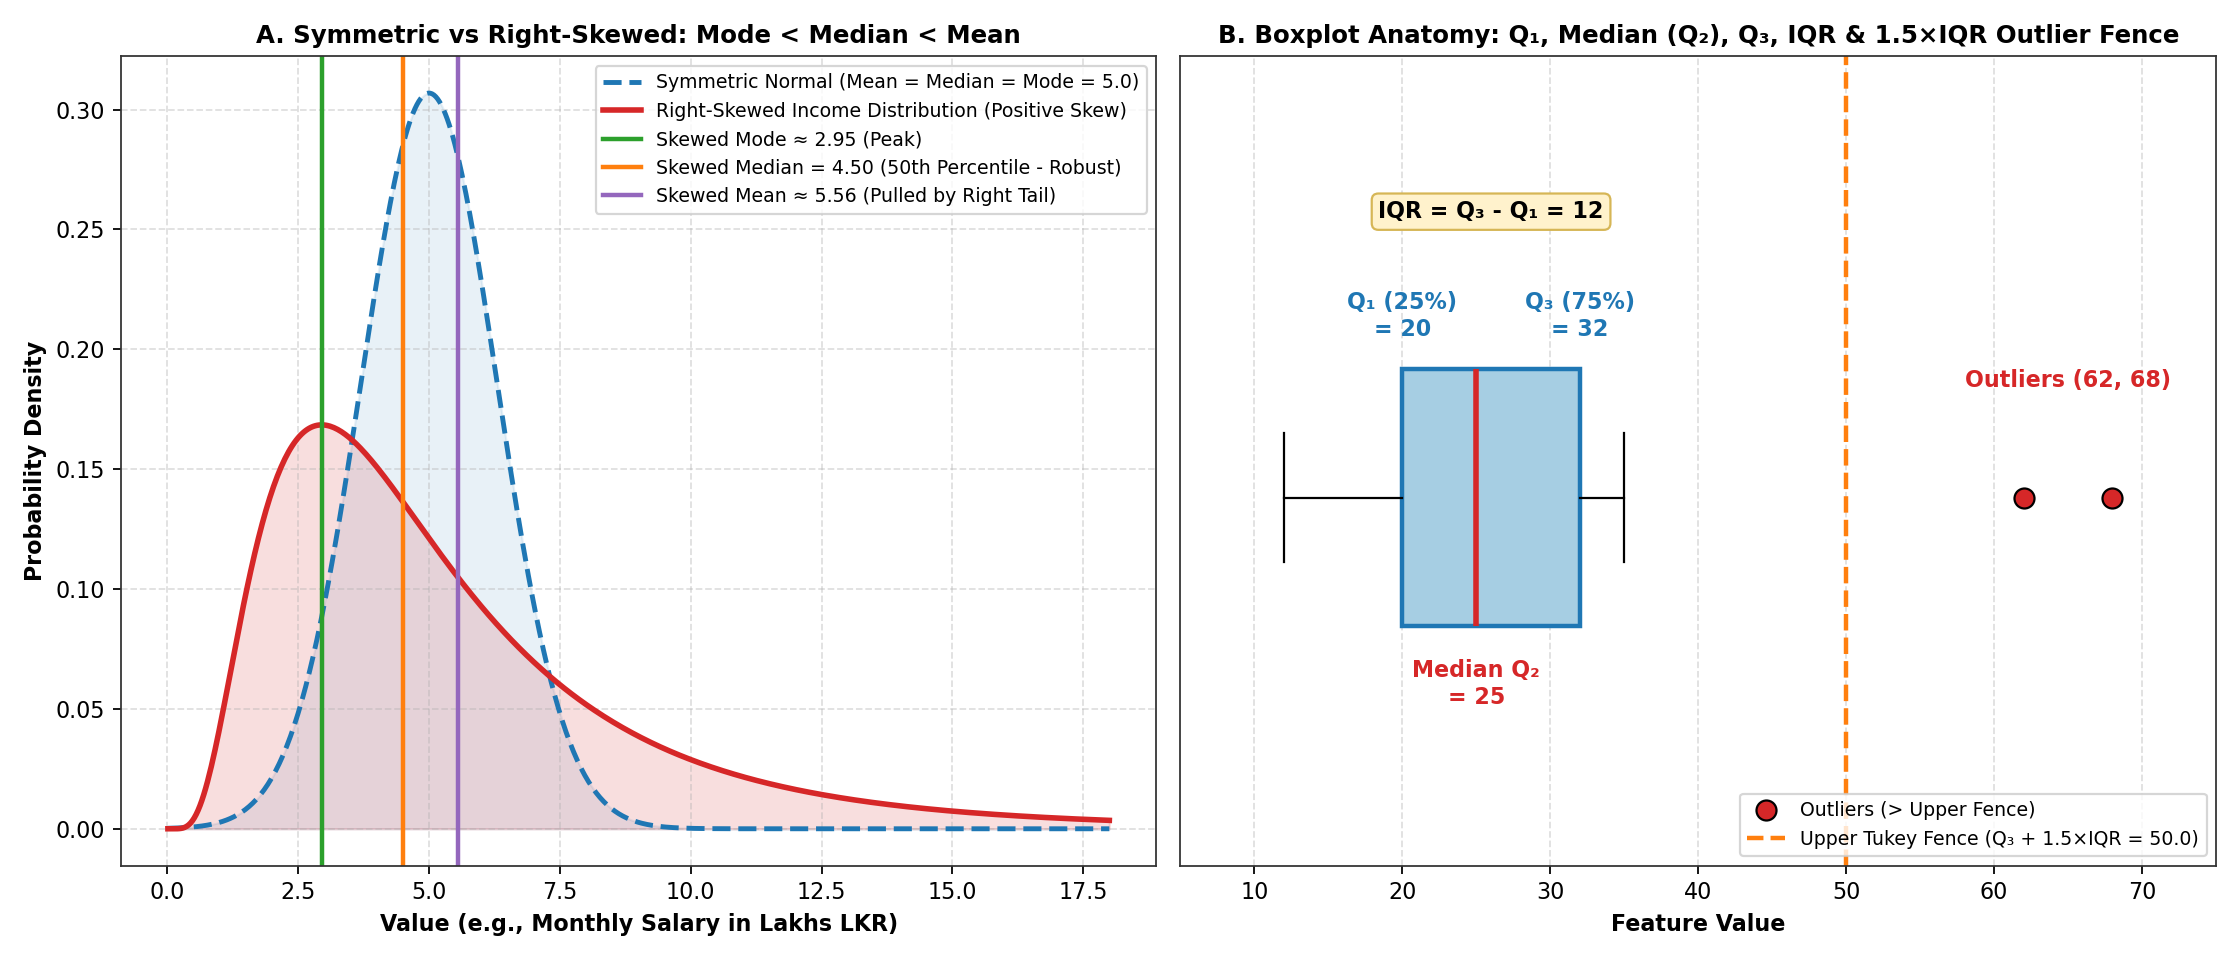 A. Symmetric vs Right-Skewed: Mode < Median < Mean
Symmetric Normal (Mean = Median = Mode = 5.0)
Right-Skewed Income Distribution (Positive Skew)
Skewed Mode ≈ 2.95 (Peak)
Skewed Median = 4.50 (50th Percentile - Robust)
Skewed Mean ≈ 5.56 (Pulled by Right Tail)
Probability Density
0.30
0.25
0.20
0.15
0.10
0.05
0.00
0.0 2.5 5.0 7.5 10.0 12.5 15.0 17.5
Value (e.g., Monthly Salary in Lakhs LKR)
B. Boxplot Anatomy: Q₁, Median (Q₂), Q₃, IQR & 1.5×IQR Outlier Fence
IQR = Q₃ - Q₁ = 12
Q₁ (25%)
= 20
Q₃ (75%)
= 32
Outliers (62, 68)
Median Q₂
= 25
Outliers (> Upper Fence)
Upper Tukey Fence (Q₃ + 1.5×IQR = 50.0)
10 20 30 40 50 60 70
Feature Value